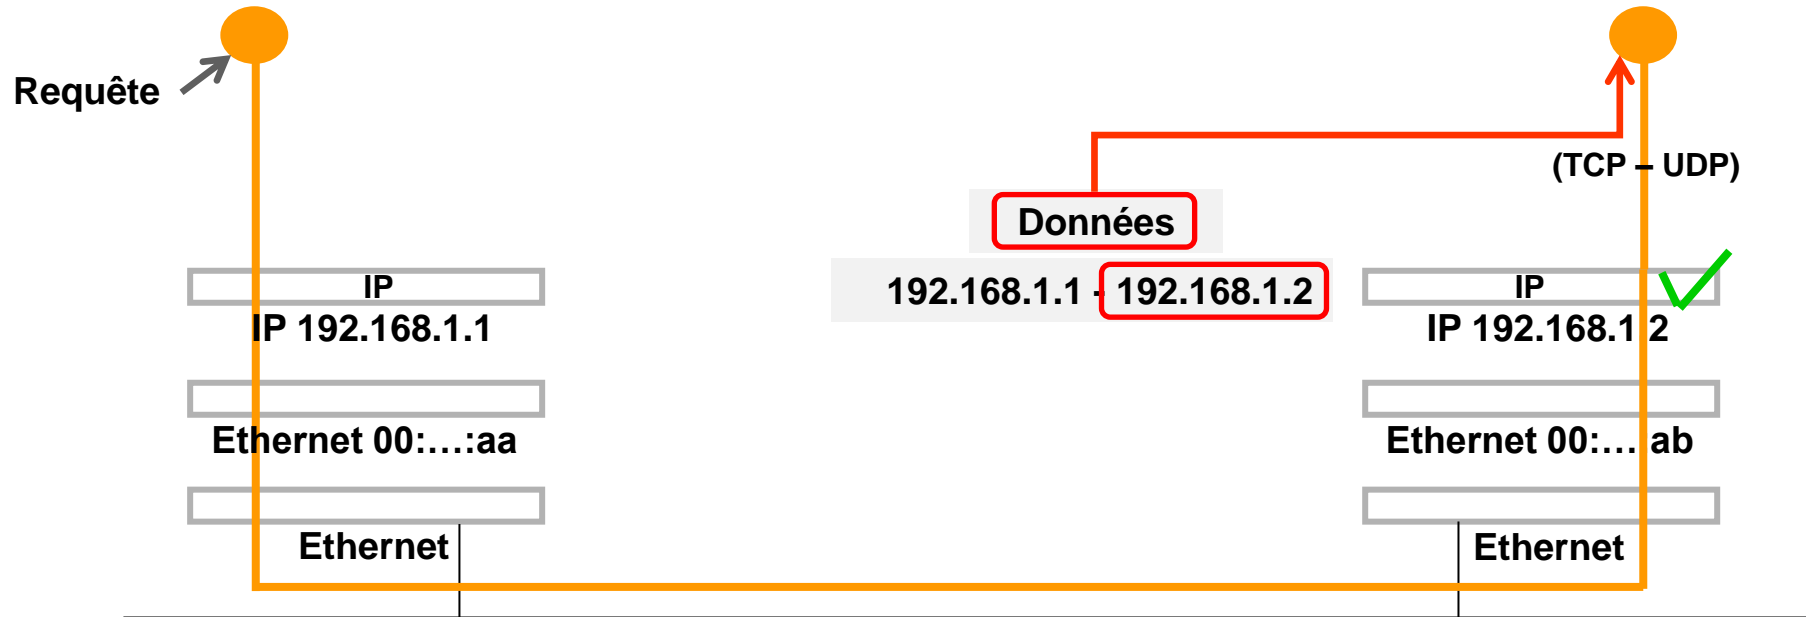 Requête
(TCP – UDP)
Données
192.168.1.1 - 192.168.1.2
IP
IP
IP 192.168.1.1
IP 192.168.1.2
Ethernet 00:…:aa
Ethernet 00:…:ab
Ethernet
Ethernet